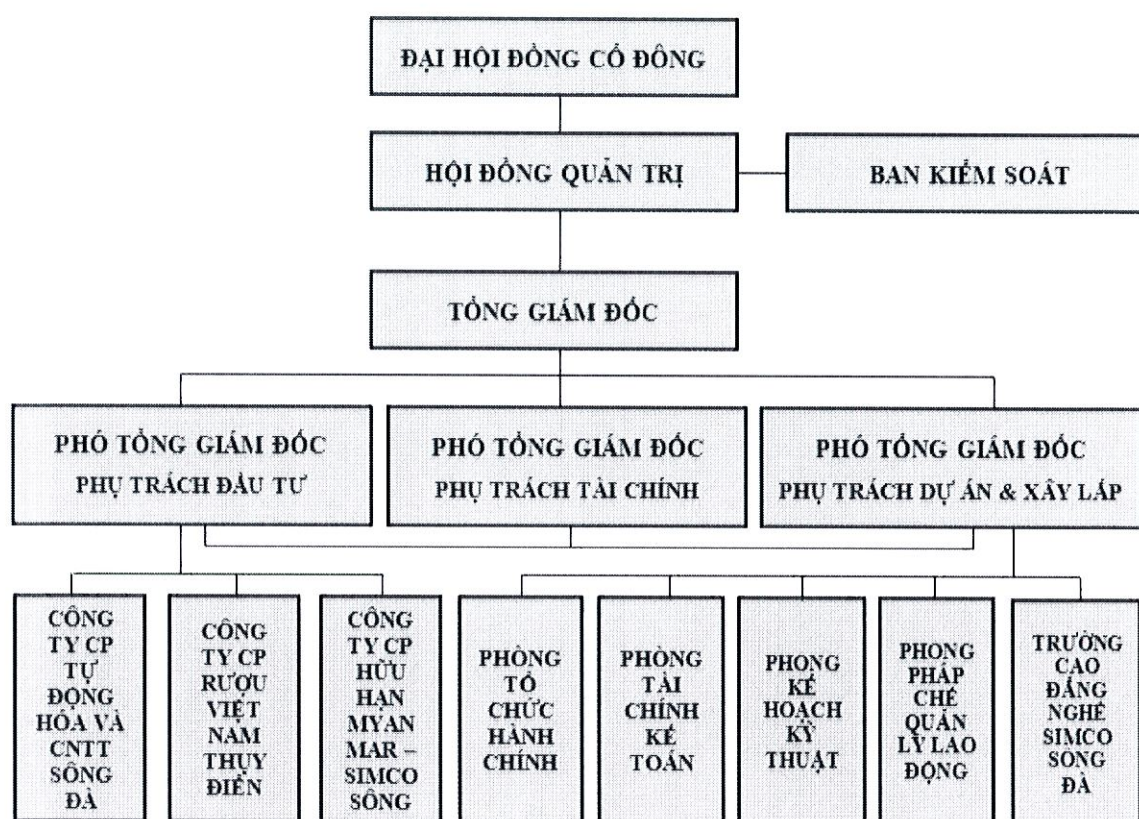 ĐẠI HỘI ĐỒNG CỔ ĐÔNG
HỘI ĐỒNG QUẢN TRỊ
BAN KIỂM SOÁT
TỔNG GIÁM ĐỐC
PHÓ TỔNG GIÁM ĐỐC
PHỤ TRÁCH ĐẦU TƯ
PHÓ TỔNG GIÁM ĐỐC
PHỤ TRÁCH TÀI CHÍNH
PHÓ TỔNG GIÁM ĐỐC
PHỤ TRÁCH DỰ ÁN & XÂY LẮP
CÔNG
TY CP
TỰ
ĐỘNG
HÓA VÀ
CNTT
SÔNG
ĐÀ
CÔNG
TY CP
RƯỢU
VIỆT
NAM
THỤY
ĐIỂN
CÔNG
TY CP
HỮU
HẠN
MYAN
MAR –
SIMCO
SÔNG
PHÒNG
TỔ
CHỨC
HÀNH
CHÍNH
PHÒNG
TÀI
CHÍNH
KẾ
TOÁN
PHONG
KẾ
HOẠCH
KỸ
THUẬT
PHONG
PHÁP
CHẾ
QUẢN
LÝ LAO
ĐỘNG
TRƯỜNG
CAO
ĐẲNG
NGHỀ
SIMCO
SÔNG
ĐÀ